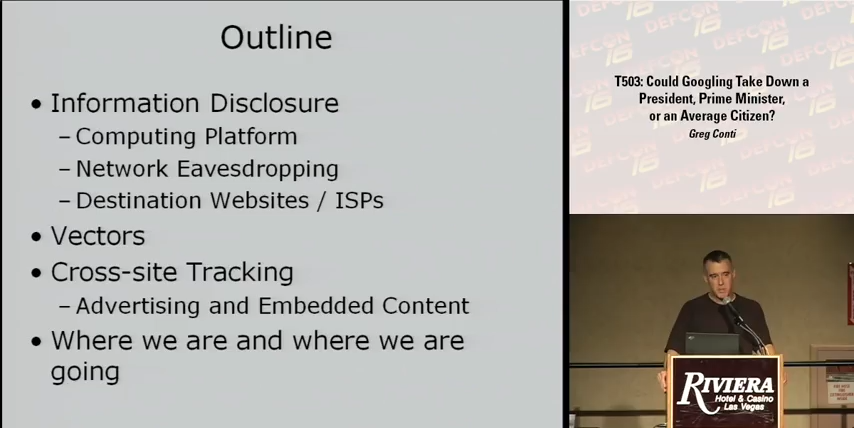 Outline
• Information Disclosure
– Computing Platform
– Network Eavesdropping
– Destination Websites / ISPs
• Vectors
• Cross-site Tracking
– Advertising and Embedded Content
• Where we are and where we are
going
DEFCON
16
T503: Could Googling Take Down a
President, Prime Minister,
or an Average Citizen?
Greg Conti
RIVIERA
Hotel & Casino
Las Vegas